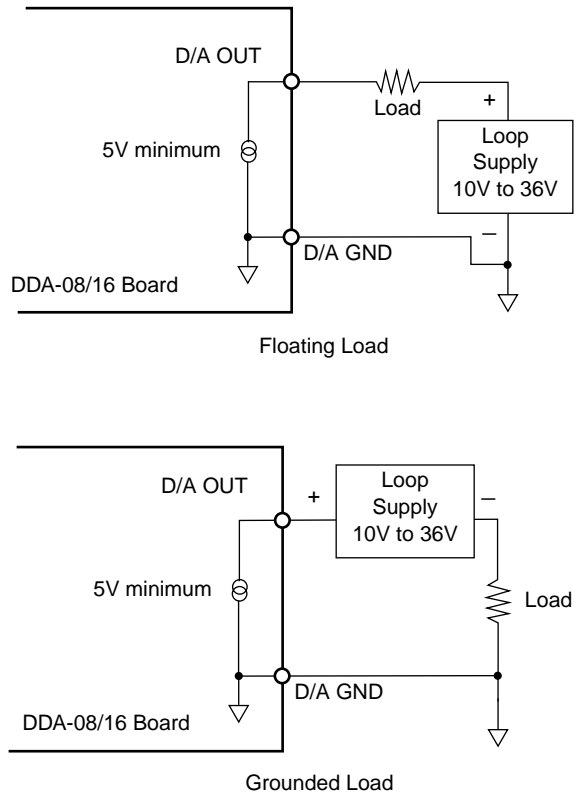 D/A OUT
Load
+
5V minimum
Loop
Supply
10V to 36V
–
D/A GND
DDA-08/16 Board
Floating Load
D/A OUT
+
Loop
Supply
10V to 36V
–
5V minimum
Load
D/A GND
DDA-08/16 Board
Grounded Load